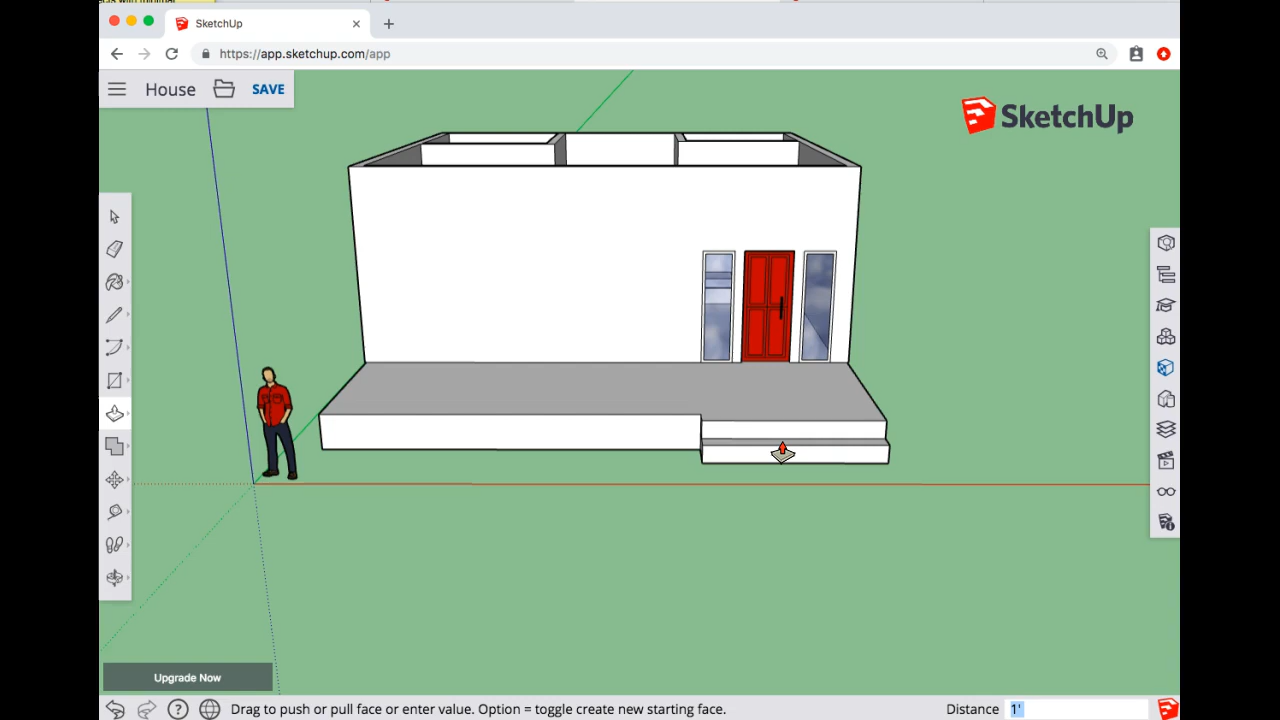 SketchUp
https://app.sketchup.com/app
House
SAVE
SketchUp
Upgrade Now
Drag to push or pull face or enter value. Option = toggle create new starting face.
Distance 1'